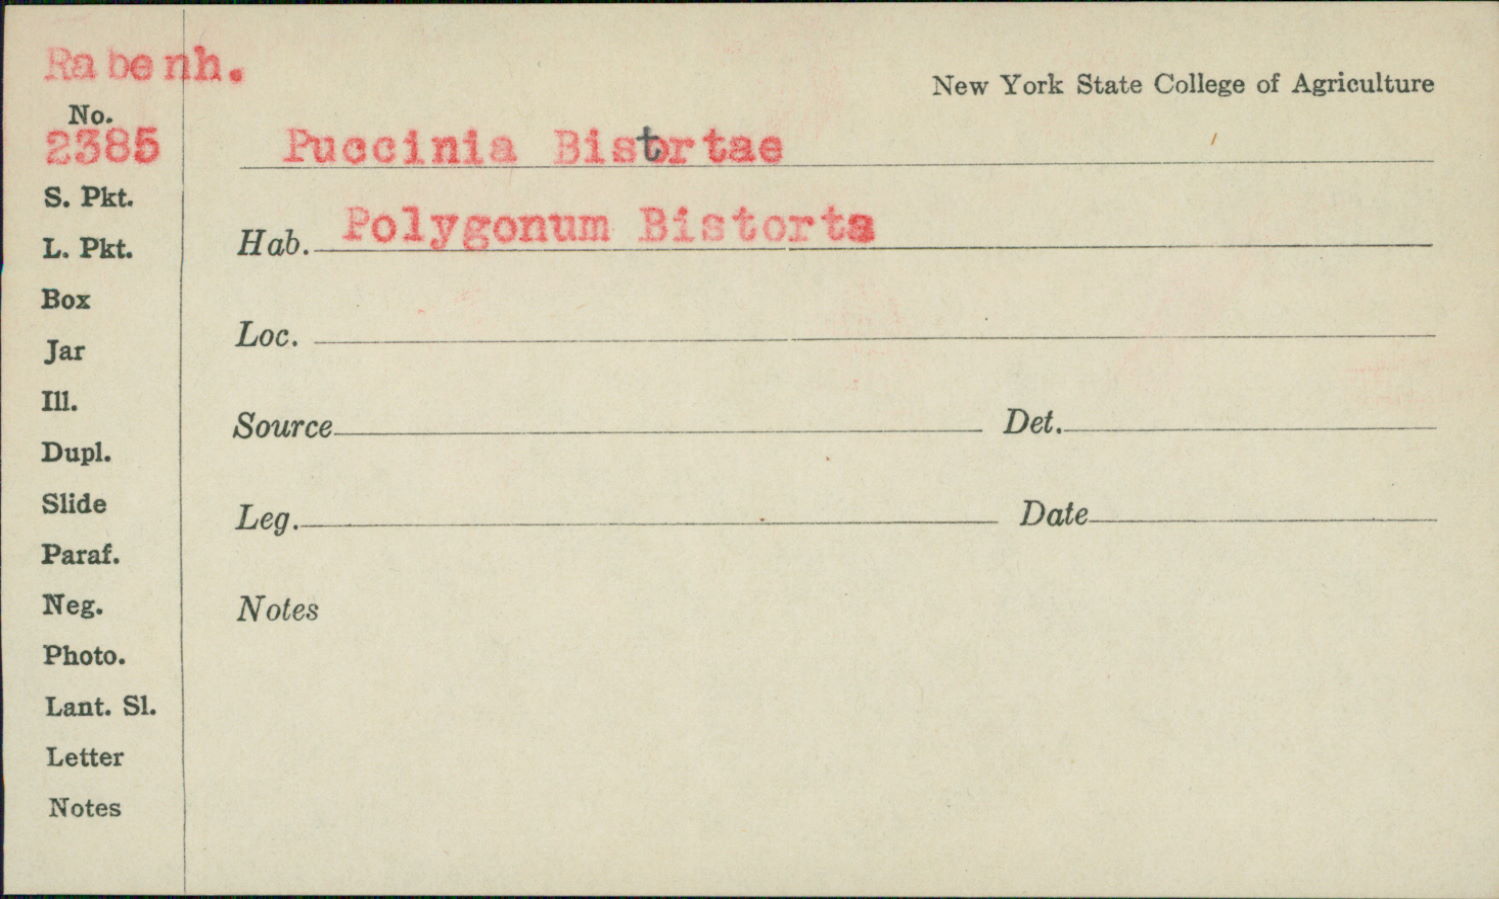 Rabenh.
New York State College of Agriculture
No.
2385
Puccinia Bistortae
S. Pkt.
Hab. Polygonum Bistorta
L. Pkt.
Box
Loc.
Jar
Ill.
Source Det.
Dupl.
Slide
Leg. Date
Paraf.
Neg.
Notes
Photo.
Lant. Sl.
Letter
Notes